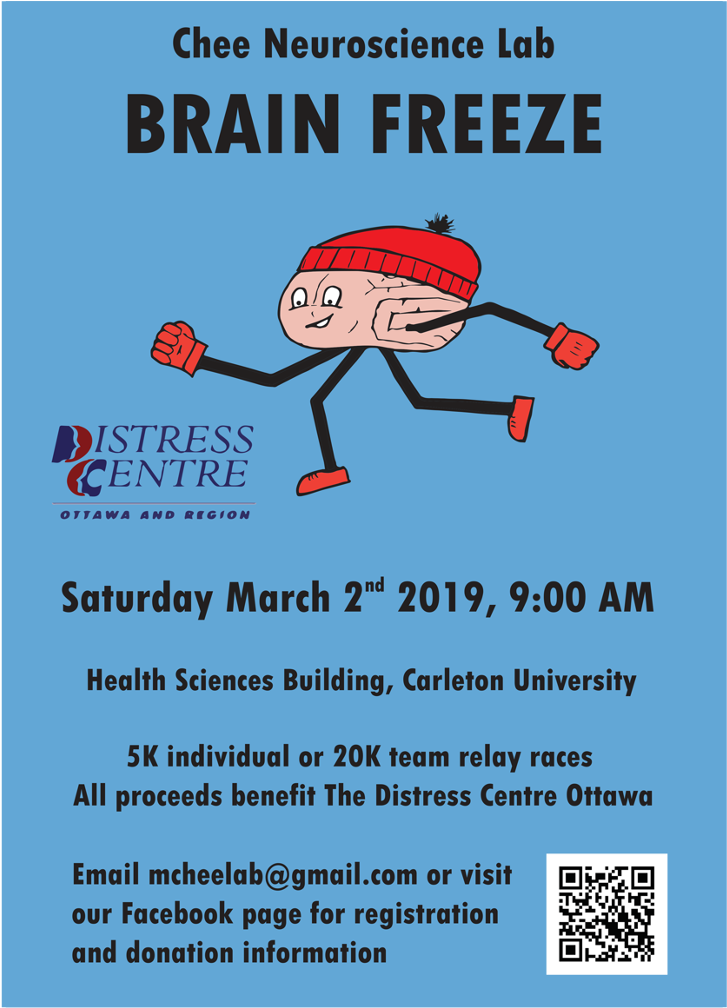 Chee Neuroscience Lab
BRAIN FREEZE
DISTRESS
CENTRE
OTTAWA AND REGION
Saturday March 2nd 2019, 9:00 AM
Health Sciences Building, Carleton University
5K individual or 20K team relay races
All proceeds benefit The Distress Centre Ottawa
Email mcheelab@gmail.com or visit
our Facebook page for registration
and donation information